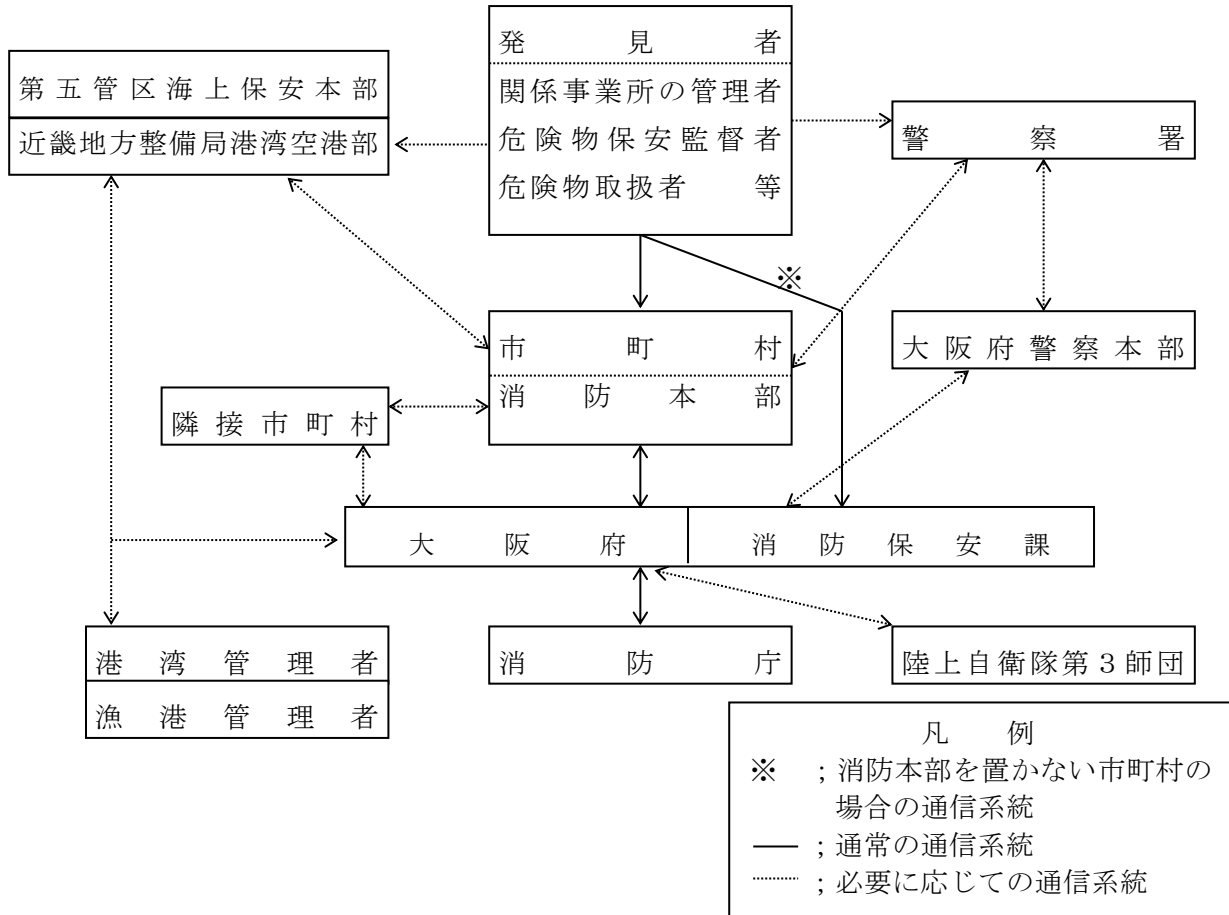 発見者
関係事業所の管理者
危険物保安監督者
危険物取扱者 等
第五管区海上保安本部
近畿地方整備局港湾空港部
警察署
※
市町村
消防本部
大阪府警察本部
隣接市町村
大阪府
消防保安課
港湾管理者
漁港管理者
消防庁
陸上自衛隊第3師団
凡 例
※ ;消防本部を置かない市町村の
場合の通信系統
;通常の通信系統
;必要に応じての通信系統